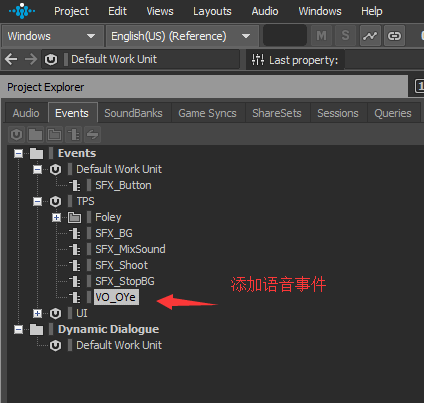 Project Edit Views Layouts Audio Windows Help
Windows English(US) (Reference) M S
Default Work Unit Last property:
Project Explorer 1
Audio Events SoundBanks Game Syncs ShareSets Sessions Queries
Events
Default Work Unit
SFX_Button
TPS
Foley
SFX_BG
SFX_MixSound
SFX_Shoot
SFX_StopBG
VO_OYe
添加语音事件
UI
Dynamic Dialogue
Default Work Unit